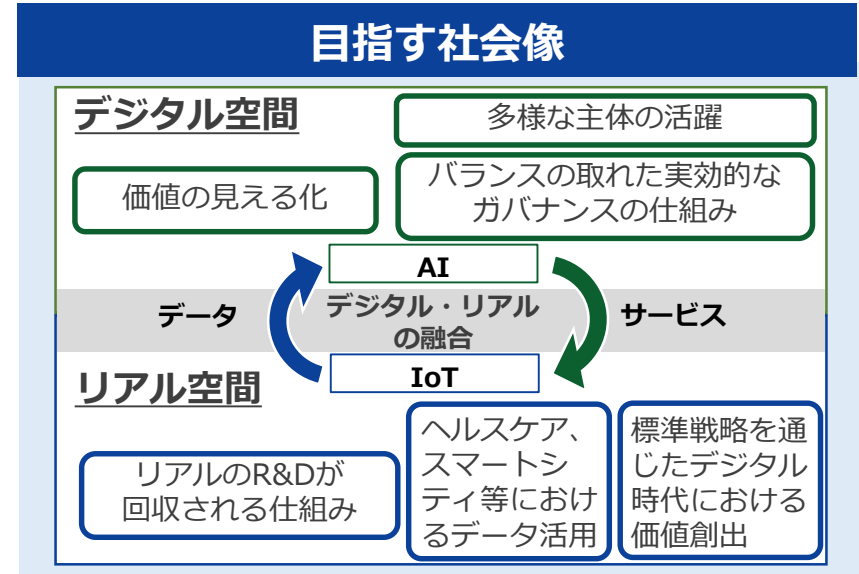 目指す社会像
デジタル空間
多様な主体の活躍
価値の見える化
バランスの取れた実効的な
ガバナンスの仕組み
AI
データ
デジタル・リアル
の融合
サービス
IoT
リアル空間
リアルのR&Dが
回収される仕組み
ヘルスケア、
スマートシ
ティ等におけ
るデータ活用
標準戦略を通
じたデジタル
時代における
価値創出